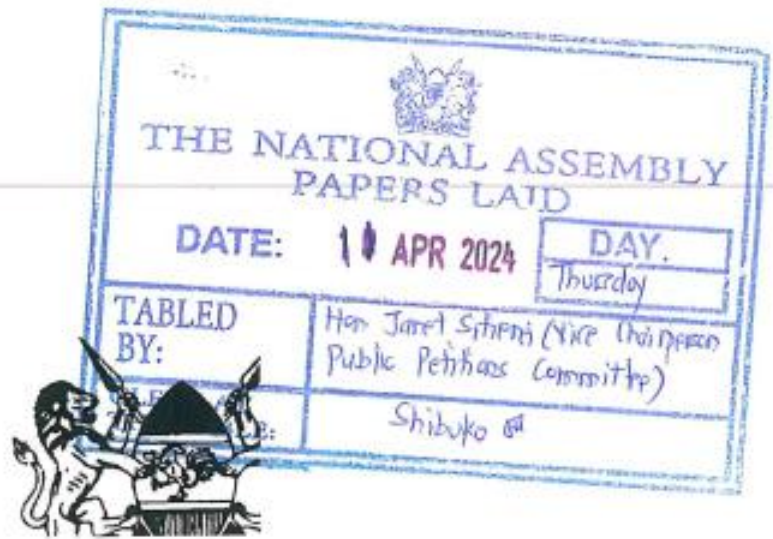 THE NATIONAL ASSEMBLY
PAPERS LAID
DATE: APR 2024
DAY.
Thursday
TABLED
BY:
Hon Janet Sitieni (Vice Chairperson
Public Petitions Committee)
Shibuko